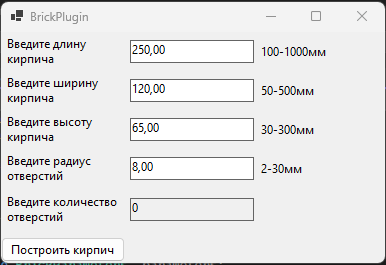 BrickPlugin
Введите длину
кирпича
250,00
100-1000мм
Введите ширину
кирпича
120,00
50-500мм
Введите высоту
кирпича
65,00
30-300мм
Введите радиус
отверстий
8,00
2-30мм
Введите количество
отверстий
0
Построить кирпич